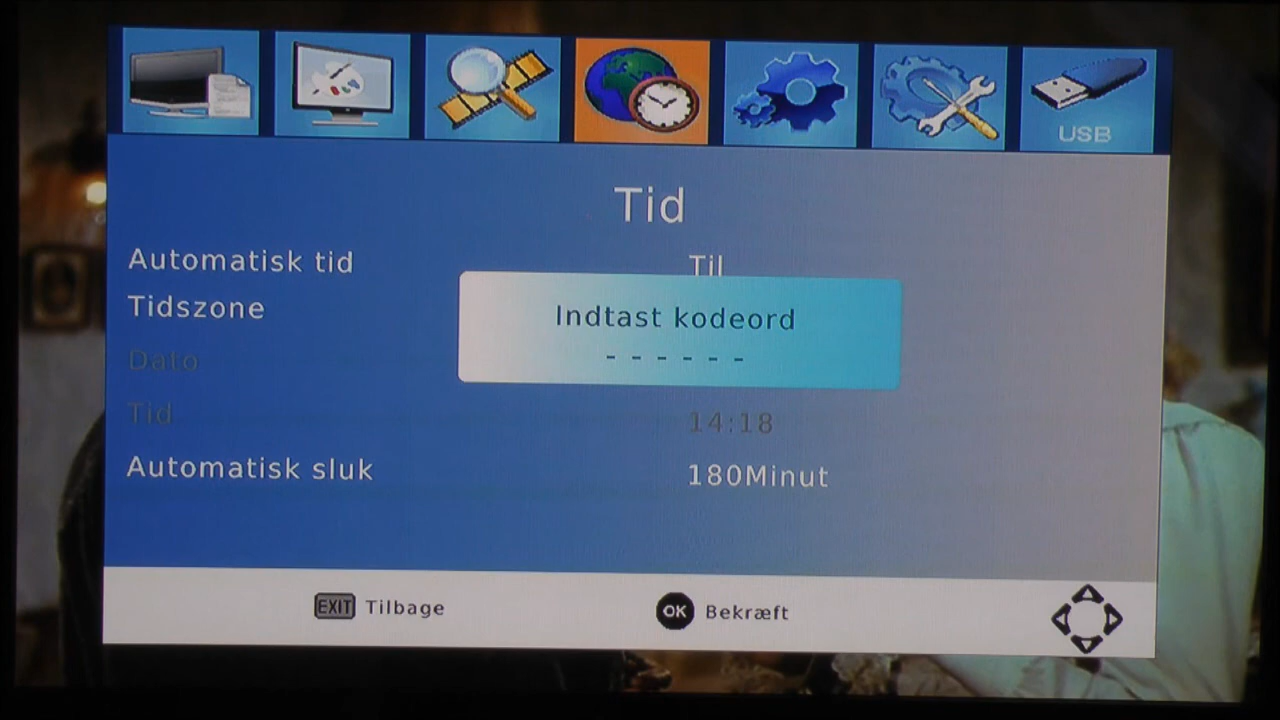 USB
Tid
Automatisk tid Til
Tidszone
Indtast kodeord
- - - - - -
Dato
Tid 14:18
Automatisk sluk 180Minut
EXIT Tilbage OK Bekræft